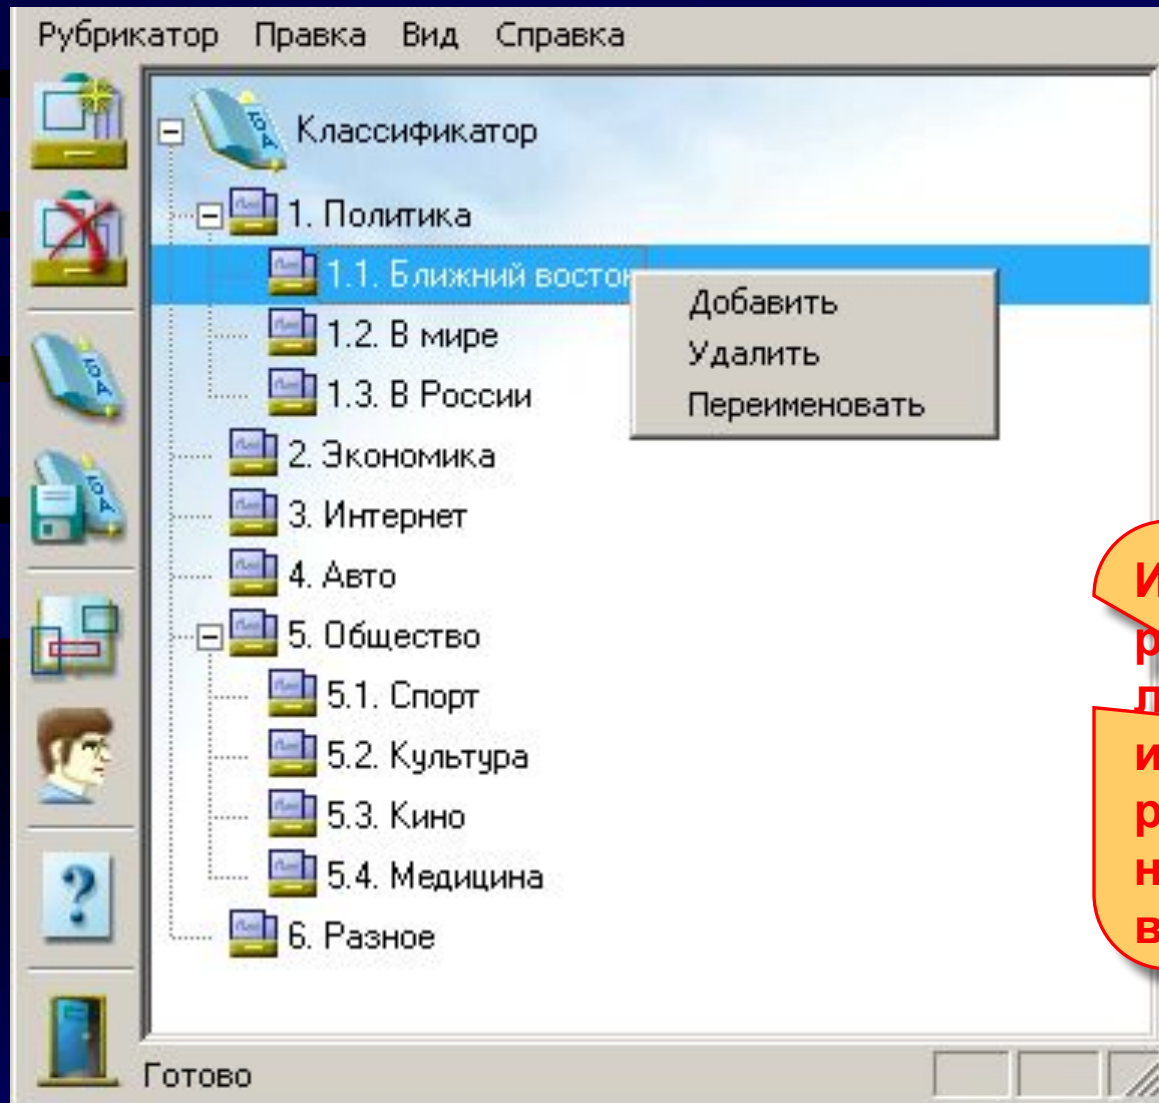 Рубрикатор Правка Вид Справка
Классификатор
1. Политика
1.1. Ближний восток
1.2. В мире
1.3. В России
2. Экономика
3. Интернет
4. Авто
5. Общество
5.1. Спорт
5.2. Культура
5.3. Кино
5.4. Медицина
6. Разное
Добавить
Удалить
Переименовать
Готово